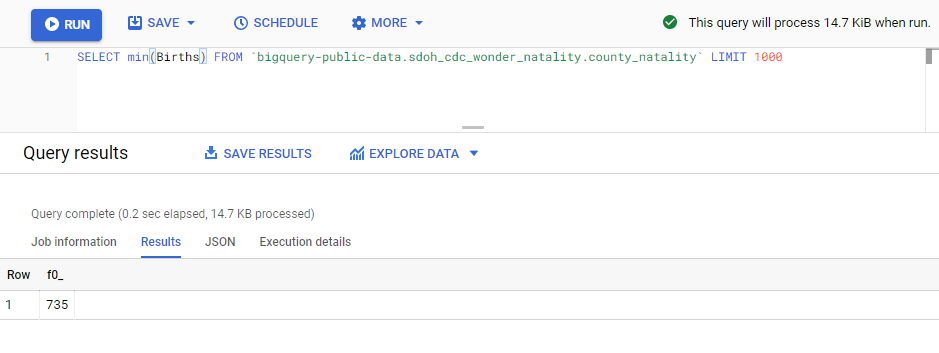 RUN SAVE SCHEDULE MORE This query will process 14.7 KiB when run.
1 SELECT min(Births) FROM `bigquery-public-data.sdoh_cdc_wonder_natality.county_natality` LIMIT 1000
Query results SAVE RESULTS EXPLORE DATA
Query complete (0.2 sec elapsed, 14.7 KB processed)
Job information Results JSON Execution details
Row f0_
1 735